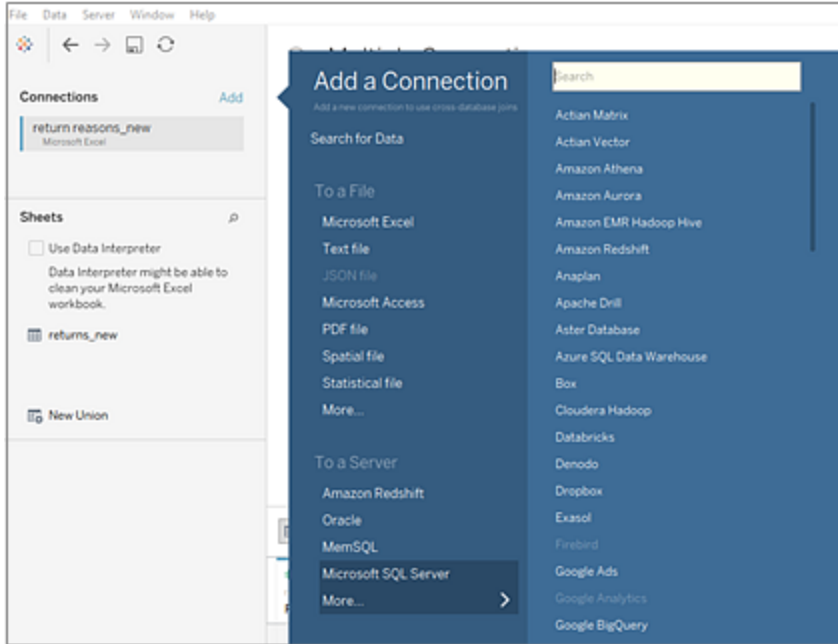 File Data Server Window Help
Connections Add
return reasons_new
Microsoft Excel
Sheets
Use Data Interpreter
Data Interpreter might be able to
clean your Microsoft Excel
workbook.
returns_new
New Union
Add a Connection
Add a new connection to use cross-database joins
Search for Data
To a File
Microsoft Excel
Text file
JSON file
Microsoft Access
PDF file
Spatial file
Statistical file
More...
To a Server
Amazon Redshift
Oracle
MemSQL
Microsoft SQL Server
More...
Search
Actian Matrix
Actian Vector
Amazon Athena
Amazon Aurora
Amazon EMR Hadoop Hive
Amazon Redshift
Anaplan
Apache Drill
Aster Database
Azure SQL Data Warehouse
Box
Cloudera Hadoop
Databricks
Denodo
Dropbox
Exasol
Firebird
Google Ads
Google Analytics
Google BigQuery